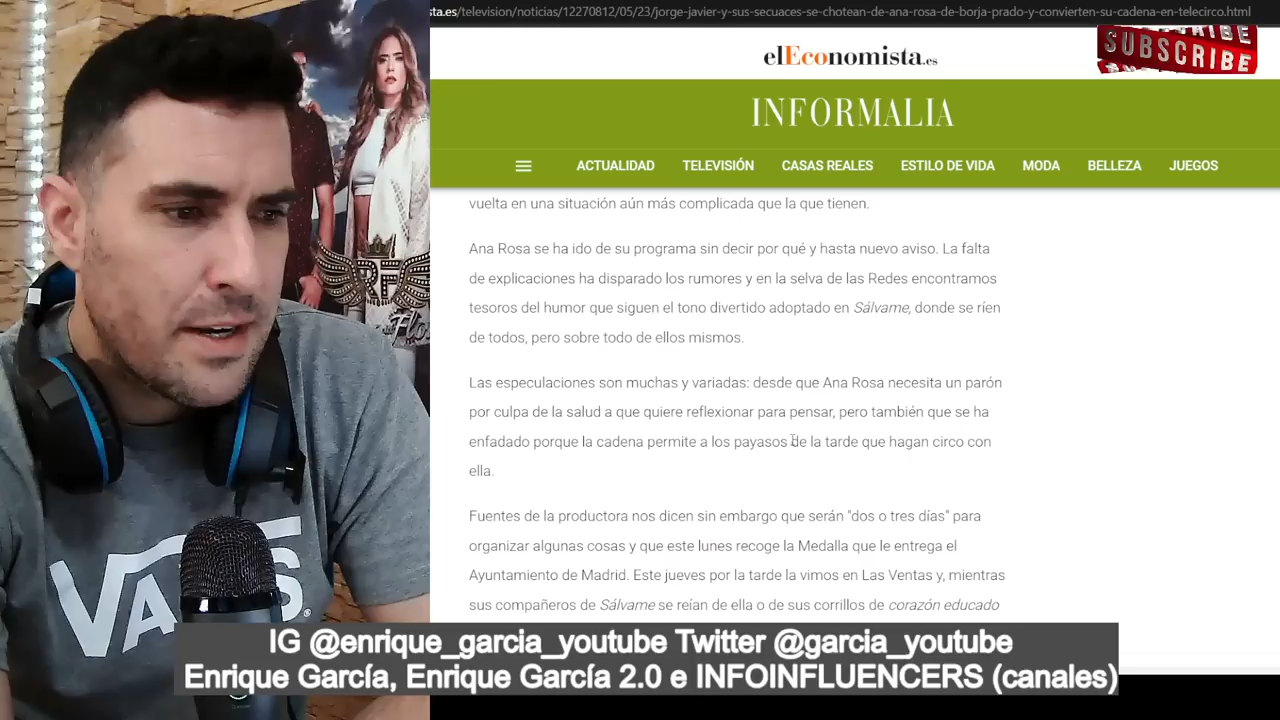 sta.es/television/noticias/12270812/05/23/jorge-javier-y-sus-secuaces-se-chotean-de-ana-rosa-de-borja-prado-y-convierten-su-cadena-en-telecirco.html
elEconomista.es
SUBSCRIBE
INFORMALIA
ACTUALIDAD TELEVISIÓN CASAS REALES ESTILO DE VIDA MODA BELLEZA JUEGOS
vuelta en una situación aún más complicada que la que tienen.
Ana Rosa se ha ido de su programa sin decir por qué y hasta nuevo aviso. La falta
de explicaciones ha disparado los rumores y en la selva de las Redes encontramos
tesoros del humor que siguen el tono divertido adoptado en Sálvame, donde se ríen
de todos, pero sobre todo de ellos mismos.
Las especulaciones son muchas y variadas: desde que Ana Rosa necesita un parón
por culpa de la salud a que quiere reflexionar para pensar, pero también que se ha
enfadado porque la cadena permite a los payasos de la tarde que hagan circo con
ella.
Fuentes de la productora nos dicen sin embargo que serán "dos o tres días" para
organizar algunas cosas y que este lunes recoge la Medalla que le entrega el
Ayuntamiento de Madrid. Este jueves por la tarde la vimos en Las Ventas y, mientras
sus compañeros de Sálvame se reían de ella o de sus corrillos de corazón educado
VANS
IG @enrique_garcia_youtube Twitter @garcia_youtube
Enrique García, Enrique García 2.0 e INFOINFLUENCERS (canales)